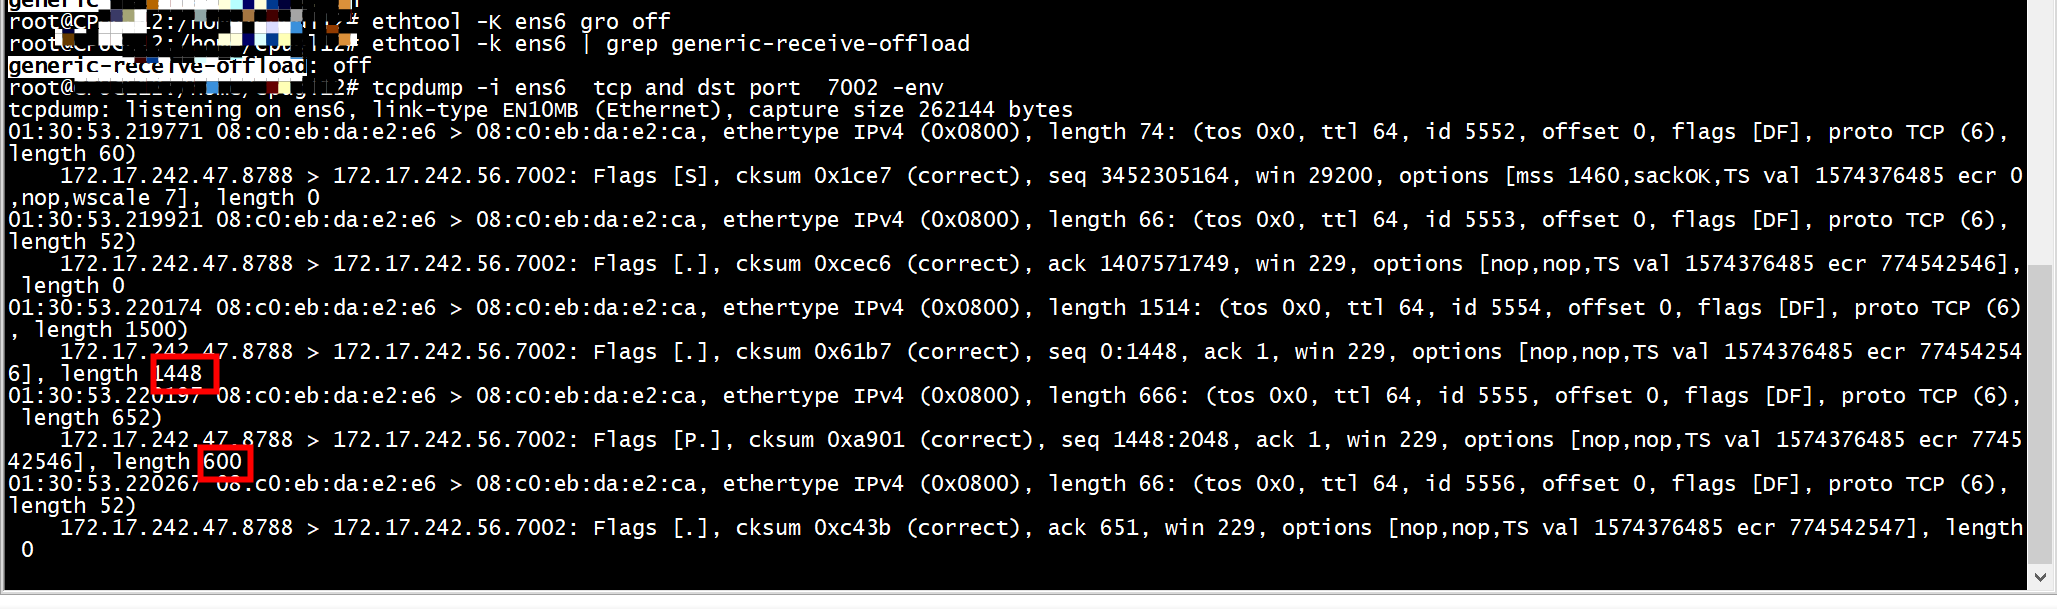 generic
root@CP 12:/home/ 12# ethtool -K ens6 gro off
root@CP 2:/home/cpugl12# ethtool -k ens6 | grep generic-receive-offload
generic-receive-offload: off
root@ 12# tcpdump -i ens6  tcp and dst port  7002 -env
tcpdump: listening on ens6, link-type EN10MB (Ethernet), capture size 262144 bytes
01:30:53.219771 08:c0:eb:da:e2:e6 > 08:c0:eb:da:e2:ca, ethertype IPv4 (0x0800), length 74: (tos 0x0, ttl 64, id 5552, offset 0, flags [DF], proto TCP (6),
length 60)
172.17.242.47.8788 > 172.17.242.56.7002: Flags [S], cksum 0x1ce7 (correct), seq 3452305164, win 29200, options [mss 1460,sackOK,TS val 1574376485 ecr 0
,nop,wscale 7], length 0
01:30:53.219921 08:c0:eb:da:e2:e6 > 08:c0:eb:da:e2:ca, ethertype IPv4 (0x0800), length 66: (tos 0x0, ttl 64, id 5553, offset 0, flags [DF], proto TCP (6),
length 52)
172.17.242.47.8788 > 172.17.242.56.7002: Flags [.], cksum 0xcec6 (correct), ack 1407571749, win 229, options [nop,nop,TS val 1574376485 ecr 774542546],
length 0
01:30:53.220174 08:c0:eb:da:e2:e6 > 08:c0:eb:da:e2:ca, ethertype IPv4 (0x0800), length 1514: (tos 0x0, ttl 64, id 5554, offset 0, flags [DF], proto TCP (6)
, length 1500)
172.17.242.47.8788 > 172.17.242.56.7002: Flags [.], cksum 0x61b7 (correct), seq 0:1448, ack 1, win 229, options [nop,nop,TS val 1574376485 ecr 77454254
6], length 1448
01:30:53.220197 08:c0:eb:da:e2:e6 > 08:c0:eb:da:e2:ca, ethertype IPv4 (0x0800), length 666: (tos 0x0, ttl 64, id 5555, offset 0, flags [DF], proto TCP (6),
length 652)
172.17.242.47.8788 > 172.17.242.56.7002: Flags [P.], cksum 0xa901 (correct), seq 1448:2048, ack 1, win 229, options [nop,nop,TS val 1574376485 ecr 7745
42546], length 600
01:30:53.220267 08:c0:eb:da:e2:e6 > 08:c0:eb:da:e2:ca, ethertype IPv4 (0x0800), length 66: (tos 0x0, ttl 64, id 5556, offset 0, flags [DF], proto TCP (6),
length 52)
172.17.242.47.8788 > 172.17.242.56.7002: Flags [.], cksum 0xc43b (correct), ack 651, win 229, options [nop,nop,TS val 1574376485 ecr 774542547], length
0